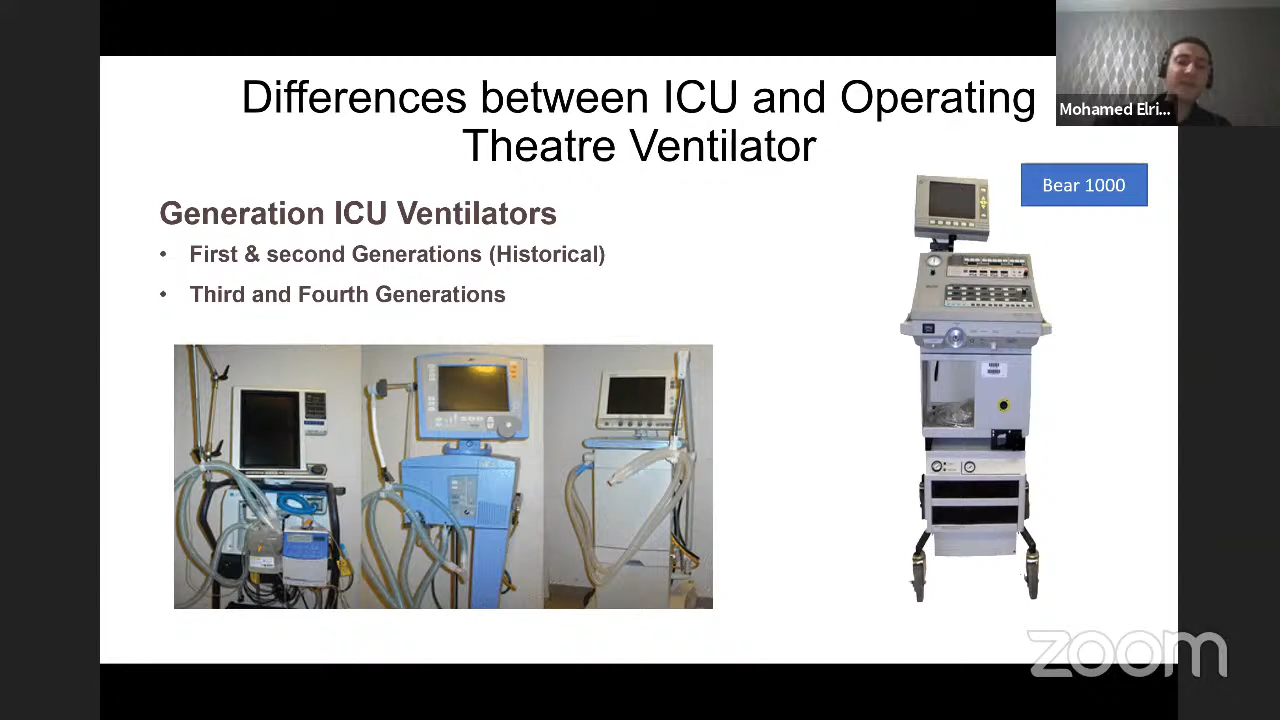 Differences between ICU and Operating
Theatre Ventilator
Mohamed Elri...
Bear 1000
Generation ICU Ventilators
• First & second Generations (Historical)
• Third and Fourth Generations
zoom